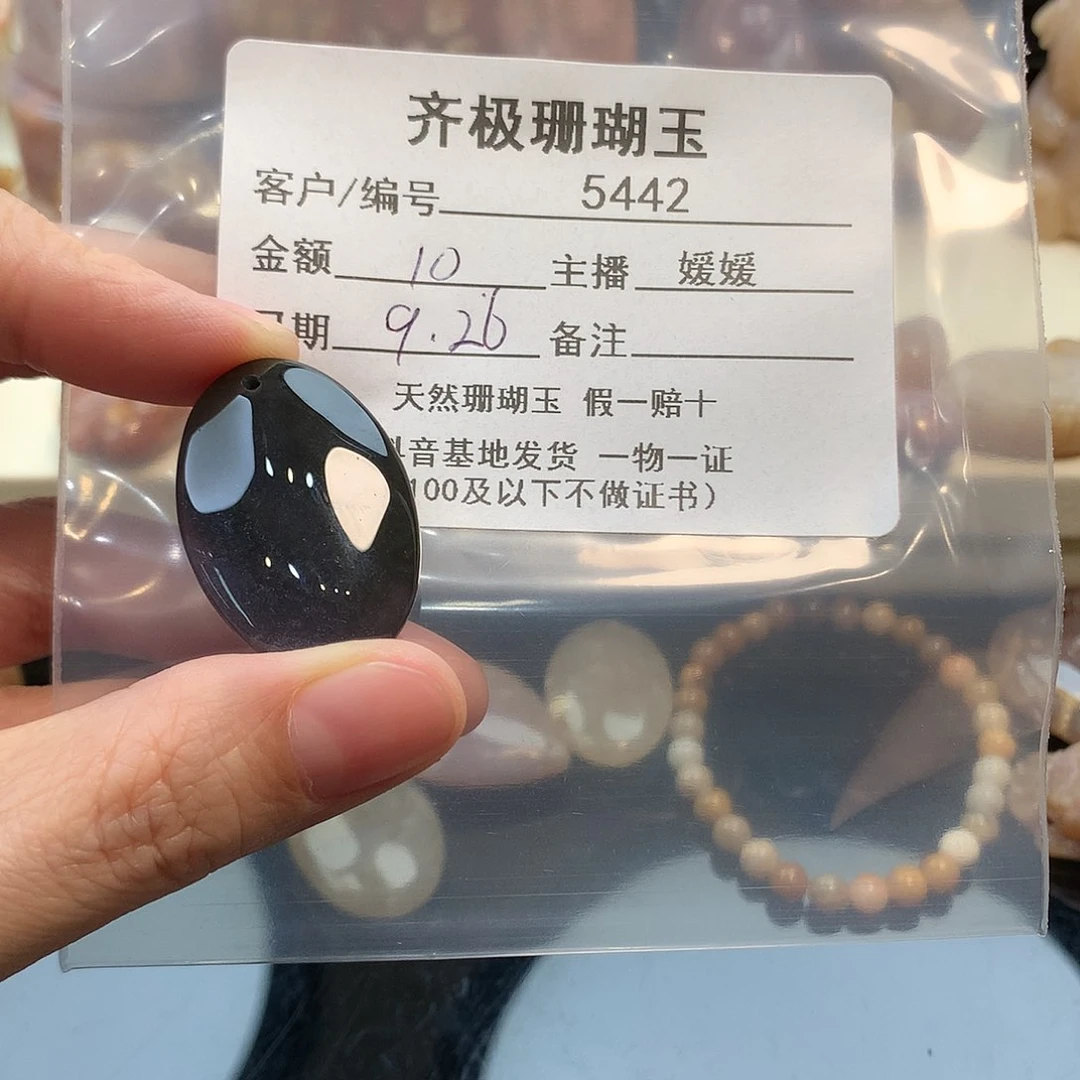 齐极珊瑚玉
客户/编号 5442
金额 10 主播 媛媛
期 9.26 备注
天然珊瑚玉 假一赔十
音基地发货 一物一证
100及以下不做证书）